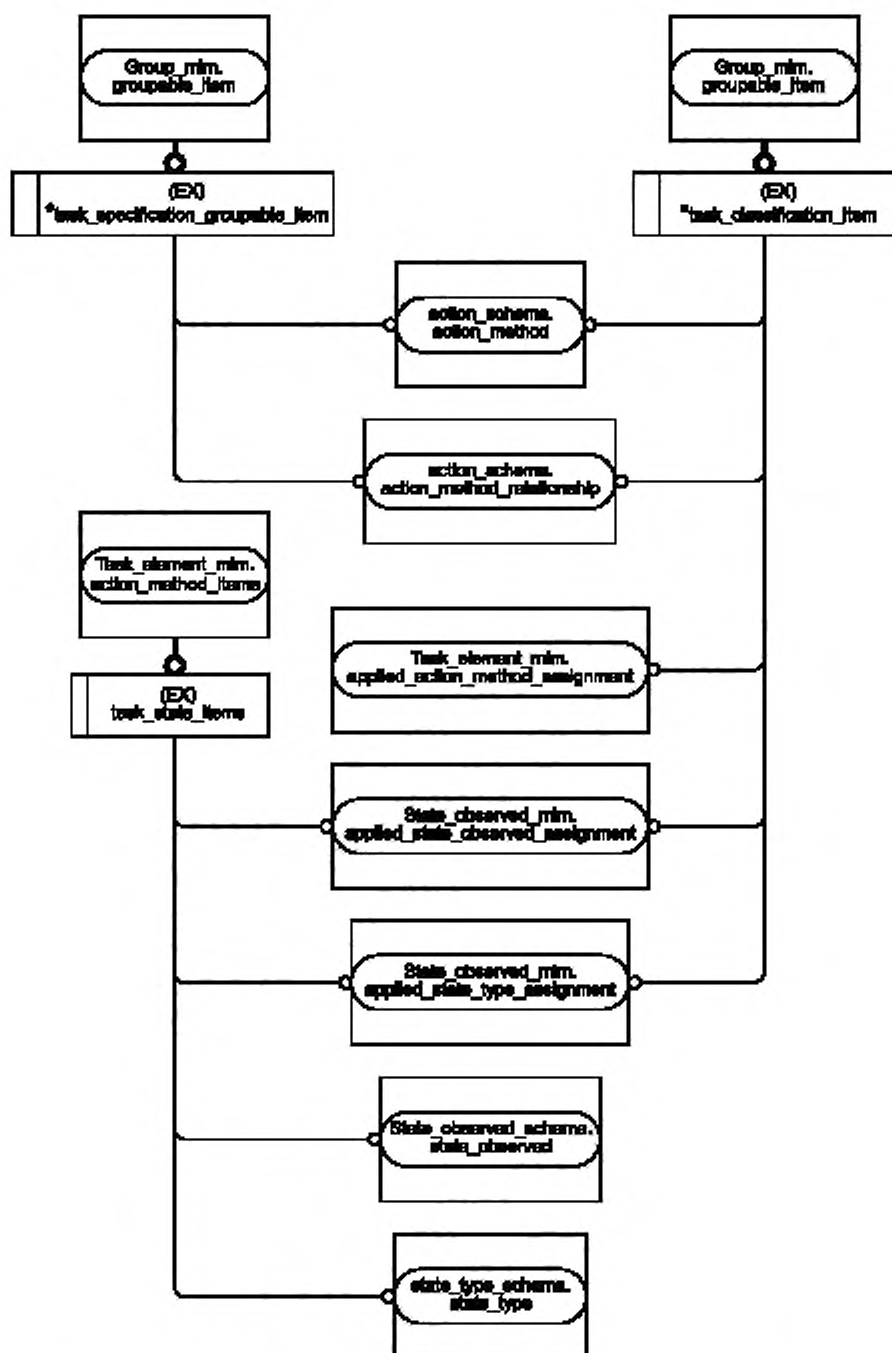 Group_mim.
groupable_item
Group_mim.
groupable_item
(EX)
*task_specification_groupable_item
(EX)
*task_classification_item
action_schema.
action_method
action_schema.
action_method_relationship
Task_element_mim.
action_method_items
Task_element_mim.
applied_action_method_assignment
(EX)
task_state_items
State_observed_mim.
applied_state_observed_assignment
State_observed_mim.
applied_state_type_assignment
State_observed_schema.
state_observed
state_type_schema.
state_type